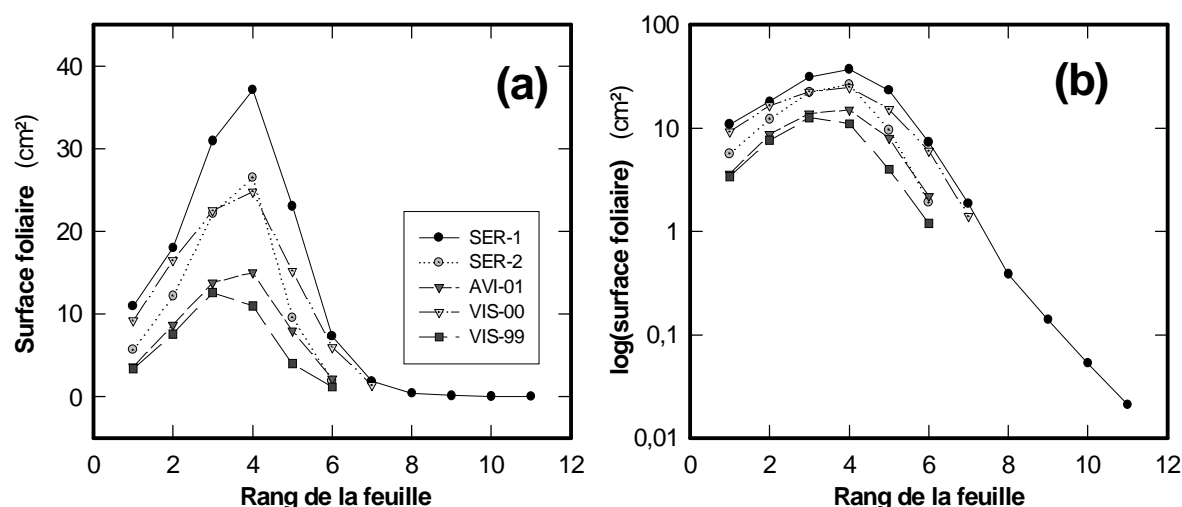 (a)
Surface foliaire (cm²)
40
30
20
10
0
SER-1
SER-2
AVI-01
VIS-00
VIS-99
0 2 4 6 8 10 12
Rang de la feuille
(b)
log(surface foliaire) (cm²)
100
10
1
0,1
0,01
0 2 4 6 8 10 12
Rang de la feuille